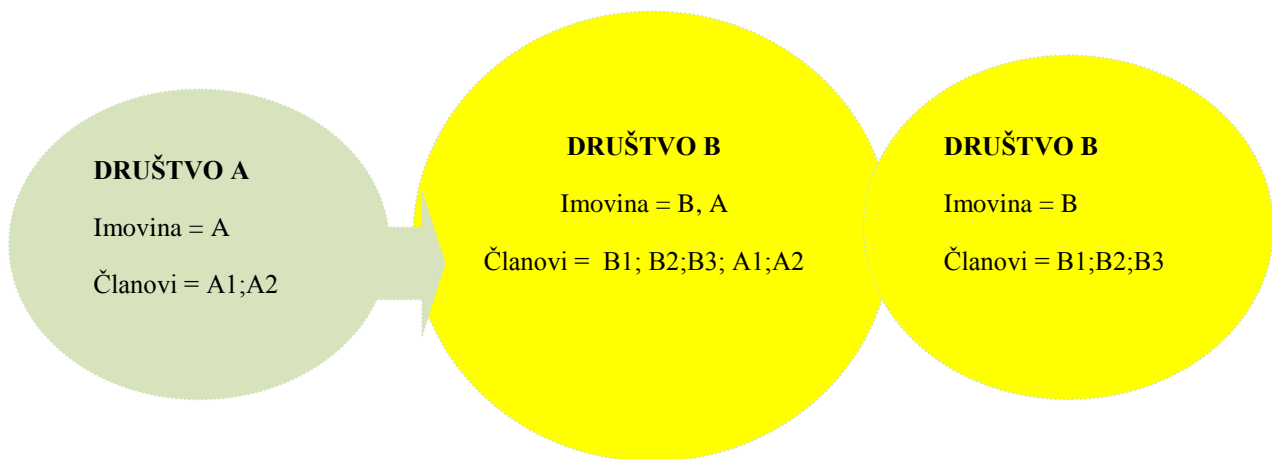 DRUŠTVO A
Imovina = A
Članovi = A1;A2
DRUŠTVO B
Imovina = B, A
Članovi = B1; B2;B3; A1;A2
DRUŠTVO B
Imovina = B
Članovi = B1;B2;B3